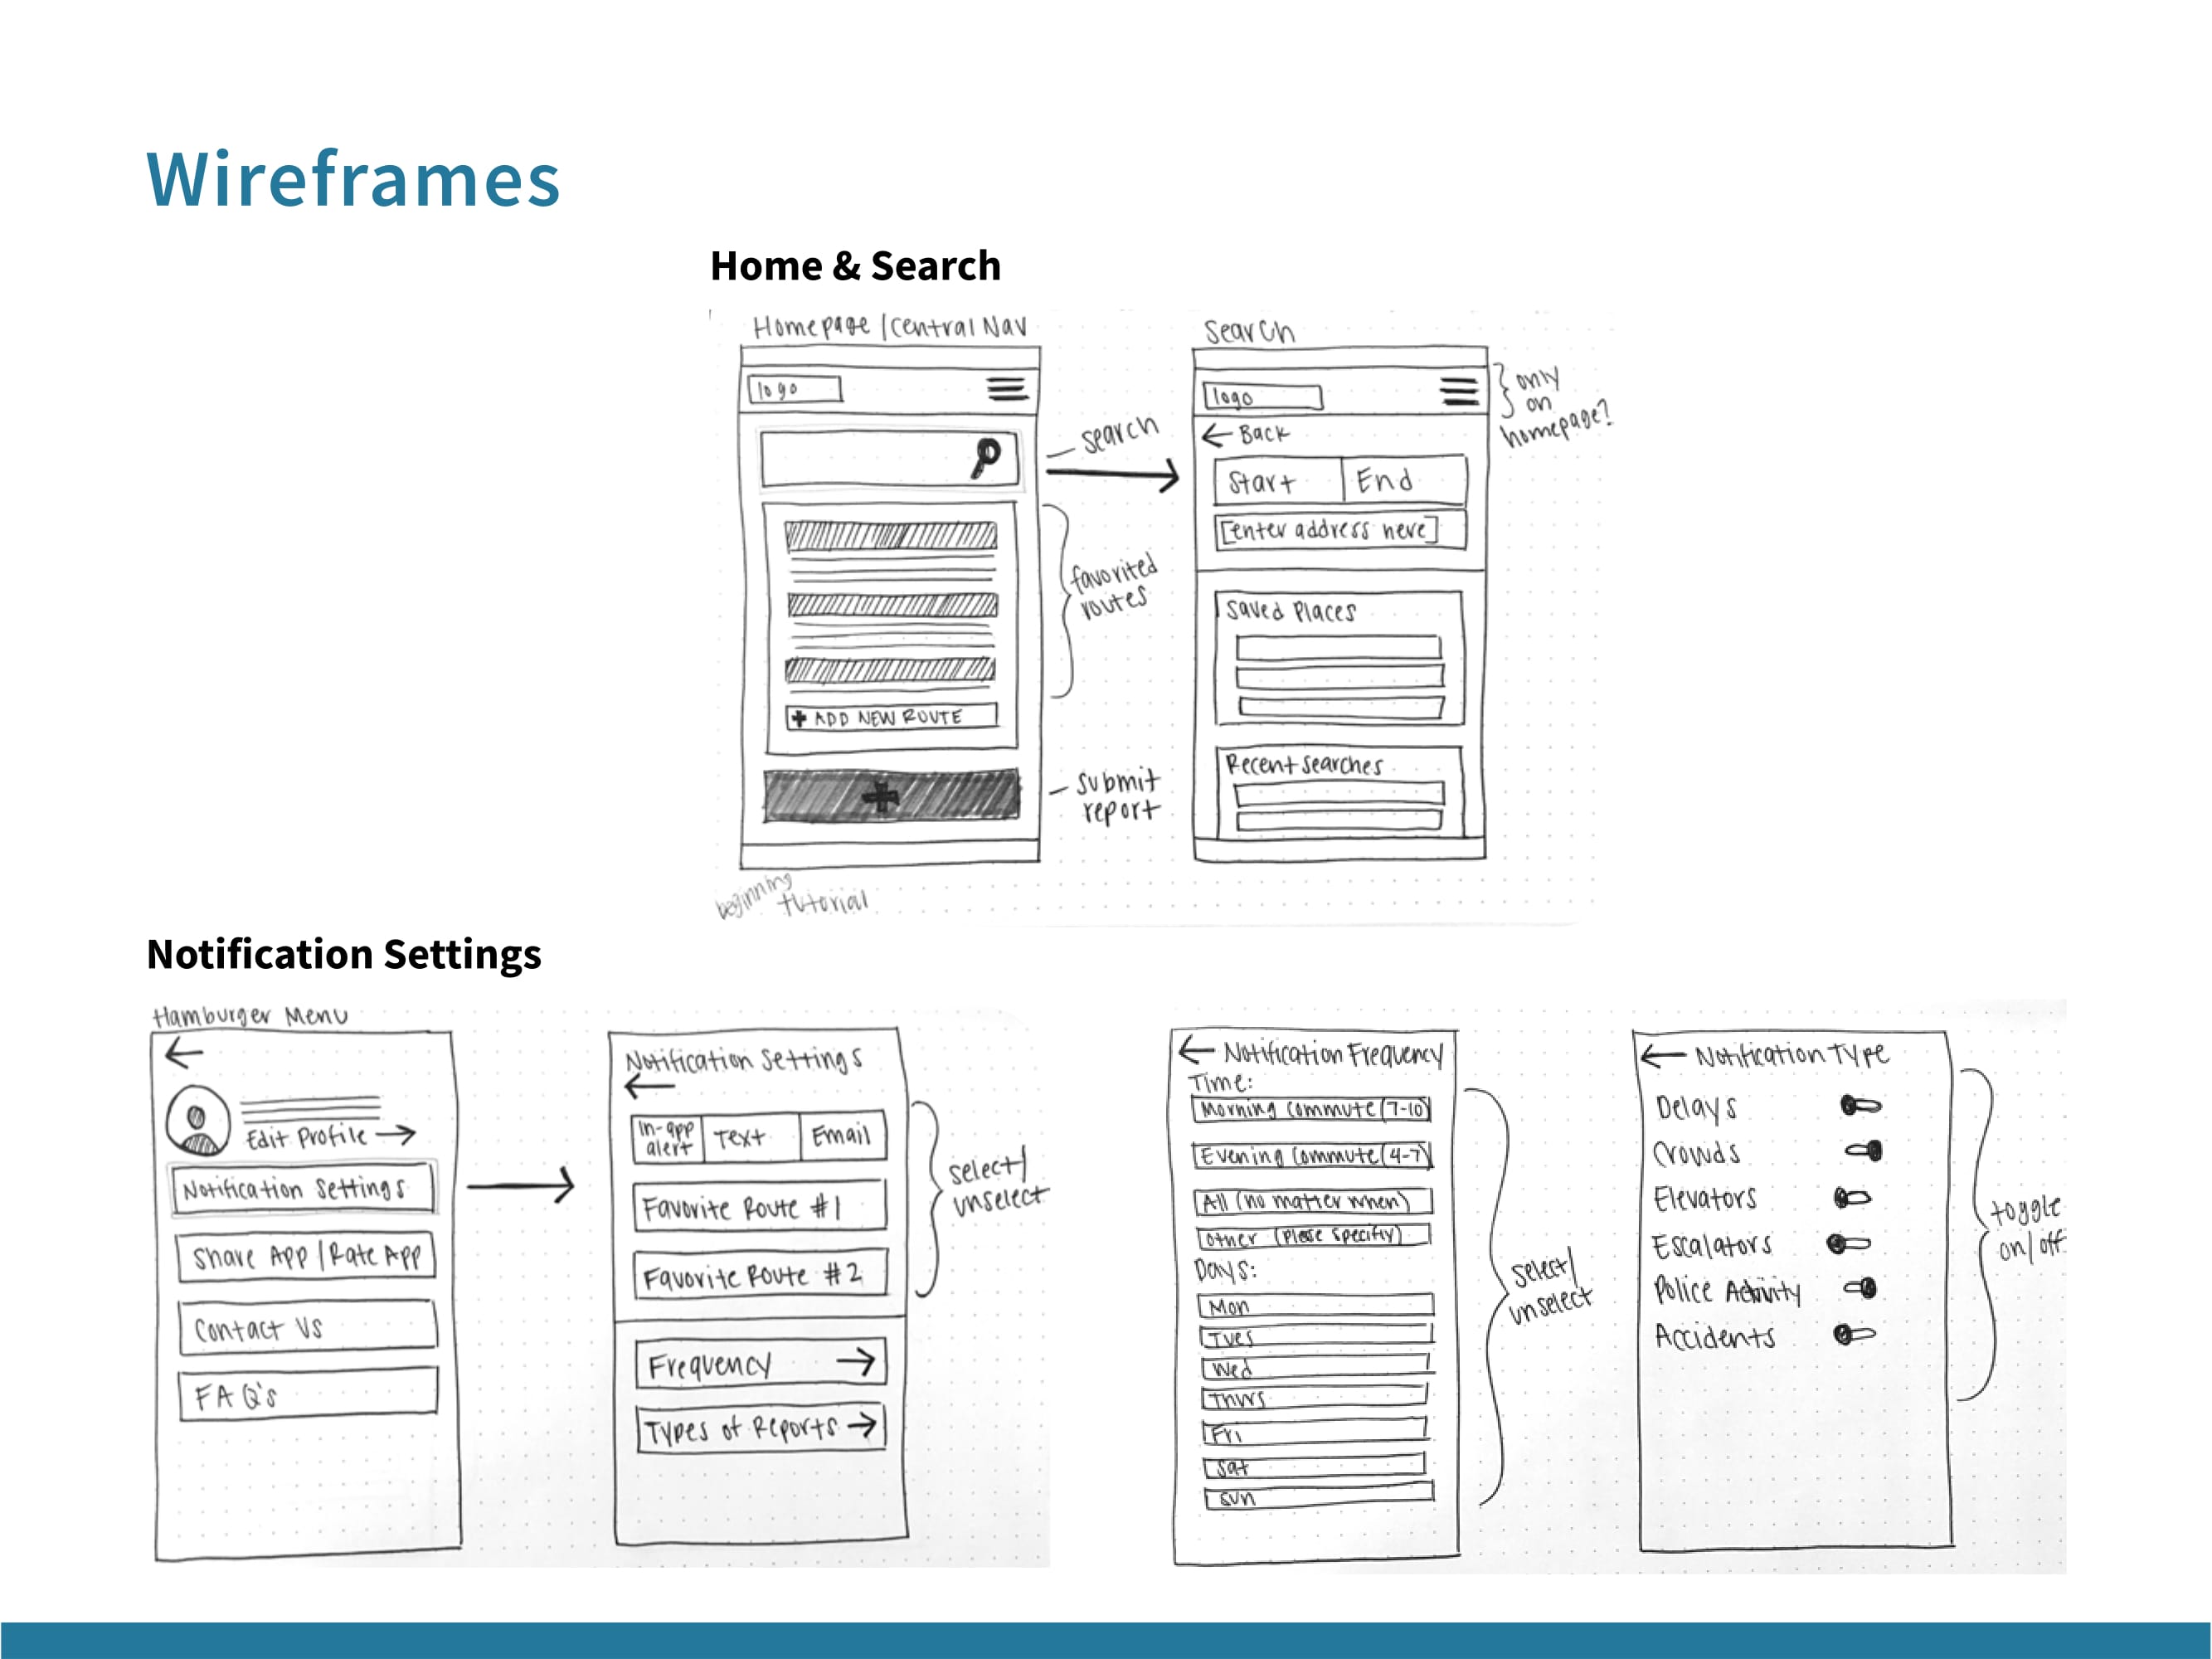 Wireframes
Home & Search
Homepage / Central Nav
logo
search
favorited
routes
+ ADD NEW ROUTE
+
submit
report
beginning
tutorial
Search
logo
only
on
homepage?
← Back
Start End
[enter address here]
Saved Places
Recent searches
Notification Settings
Hamburger Menu
←
Edit Profile →
Notification Settings
Share App | Rate App
Contact Us
FAQ's
Notification Settings
←
In-app
alert
Text
Email
Favorite Route #1
Favorite Route #2
select/
unselect
Frequency →
Types of Reports →
← Notification Frequency
Time:
Morning Commute (7-10)
Evening Commute (4-7)
All (no matter when)
Other (please specifiy)
Days:
Mon
Tues
Wed
Thurs
Fri
Sat
Sun
select/
unselect
← Notification Type
Delays
Crowds
Elevators
Escalators
Police Activity
Accidents
toggle
on/off